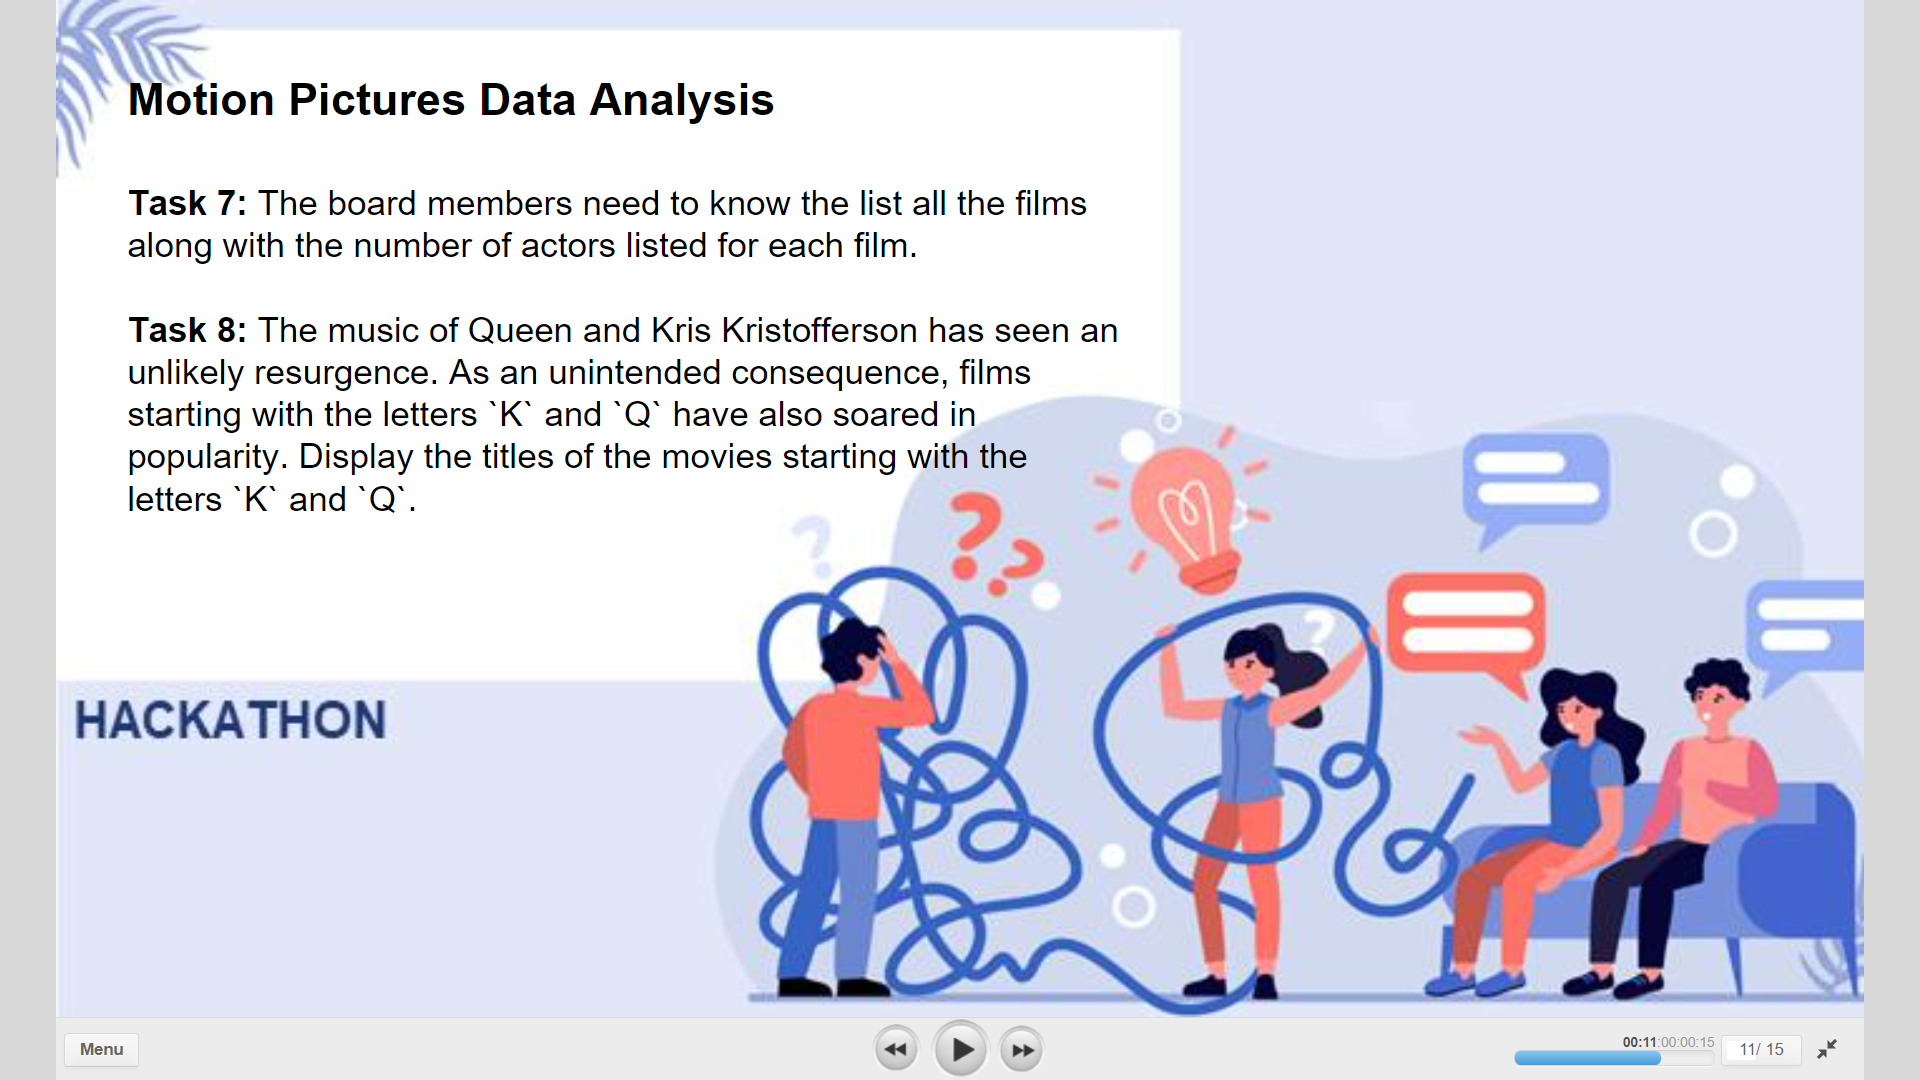 Motion Pictures Data Analysis
Task 7: The board members need to know the list all the films
along with the number of actors listed for each film.
Task 8: The music of Queen and Kris Kristofferson has seen an
unlikely resurgence. As an unintended consequence, films
starting with the letters `K` and `Q` have also soared in
popularity. Display the titles of the movies starting with the
letters `K` and `Q`.
HACKATHON
Menu
00:11:00:00:15
11/ 15